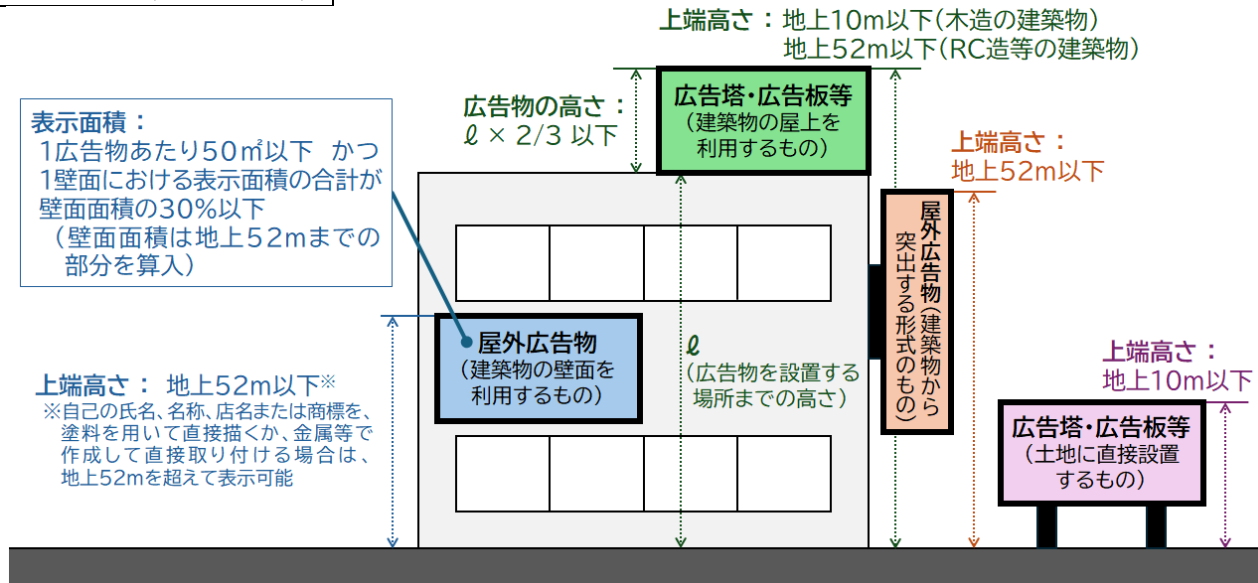 上端高さ：地上10m以下(木造の建築物)
地上52m以下(RC造等の建築物)
広告物の高さ：
ℓ × 2/3 以下
広告塔・広告板等
（建築物の屋上を
利用するもの）
表示面積：
1広告物あたり50㎡以下 かつ
1壁面における表示面積の合計が
壁面面積の30%以下
（壁面面積は地上52mまでの
部分を算入）
上端高さ：
地上52m以下
屋外広告物（建築物から
突出する形式のもの）
屋外広告物
（建築物の壁面を
利用するもの）
ℓ
（広告物を設置する
場所までの高さ）
上端高さ： 地上52m以下※
※自己の氏名、名称、店名または商標を、
塗料を用いて直接描くか、金属等で
作成して直接取り付ける場合は、
地上52mを超えて表示可能
上端高さ：
地上10m以下
広告塔・広告板等
（土地に直接設置
するもの）